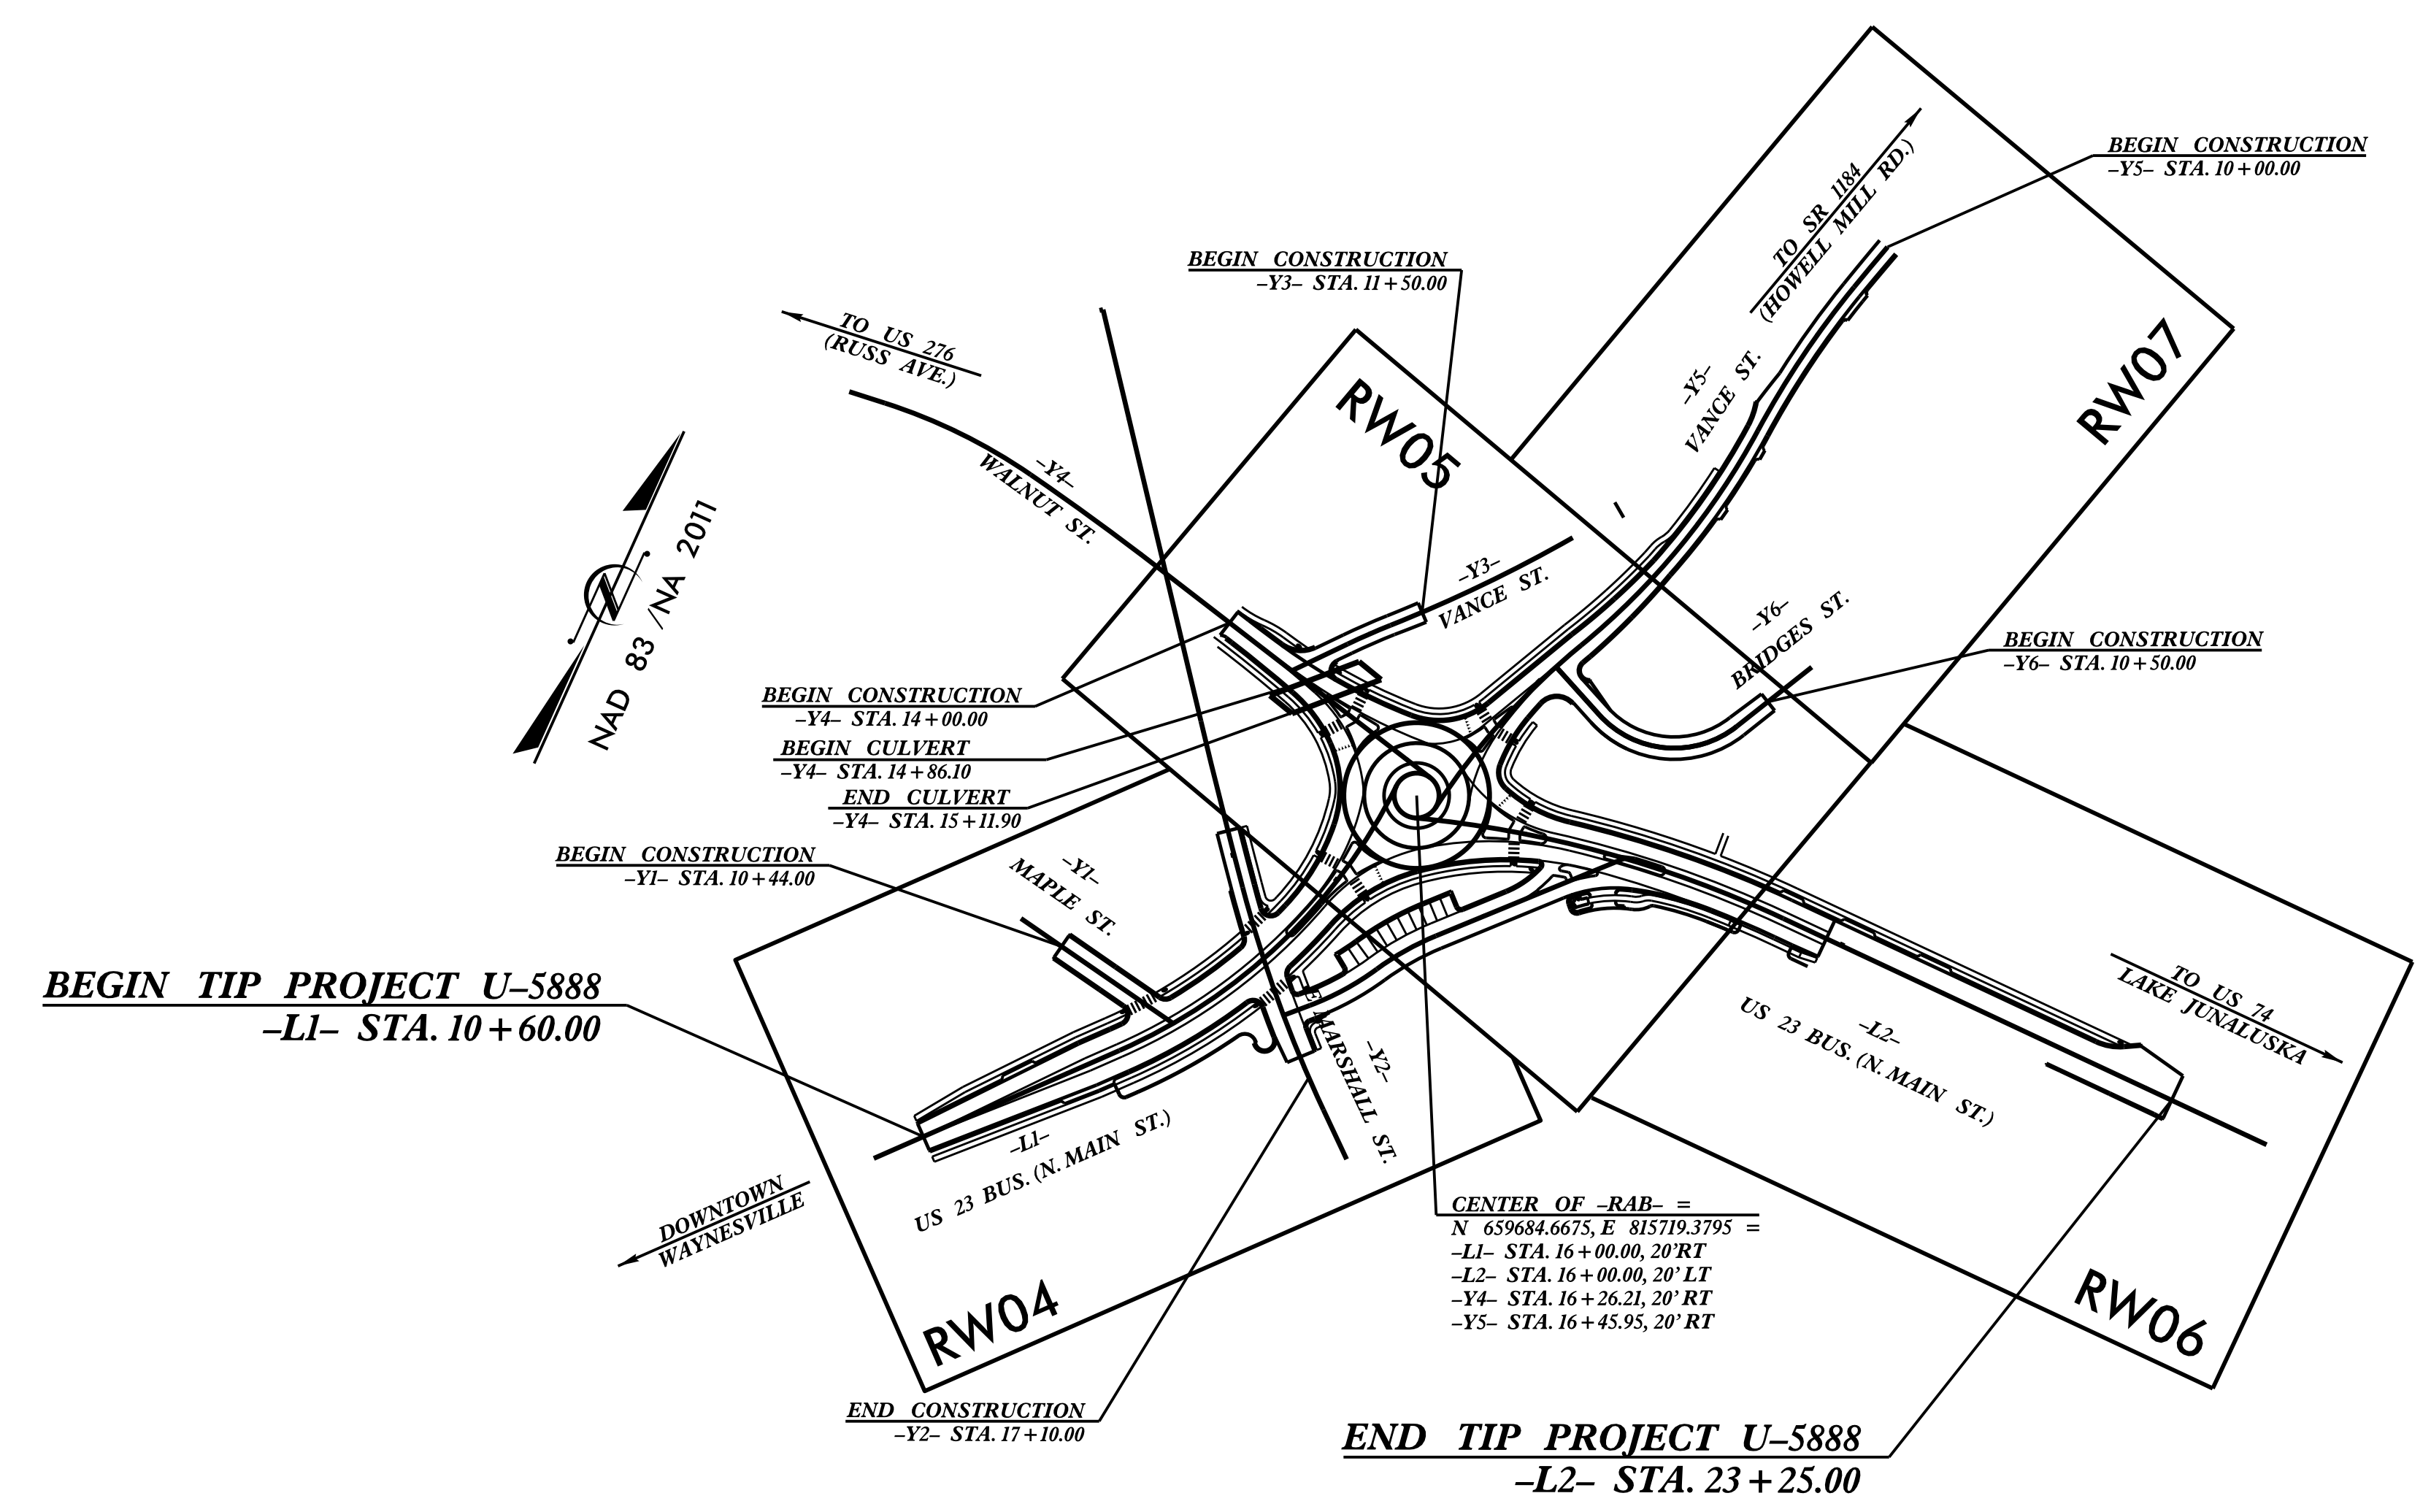 BEGIN CONSTRUCTION
–Y5– STA. 10+00.00
TO SR 1184
(HOWELL MILL RD.)
BEGIN CONSTRUCTION
–Y3– STA. 11+50.00
TO US 276
(RUSS AVE.)
RW07
RW05
–Y5–
VANCE ST.
–Y4–
WALNUT ST.
N
NAD 83 /NA 2011
–Y3–
VANCE ST.
–Y6–
BRIDGES ST.
BEGIN CONSTRUCTION
–Y6– STA. 10+50.00
BEGIN CONSTRUCTION
–Y4– STA. 14+00.00
BEGIN CULVERT
–Y4– STA. 14+86.10
END CULVERT
–Y4– STA. 15+11.90
BEGIN CONSTRUCTION
–Y1– STA. 10+44.00
–Y1–
MAPLE ST.
BEGIN TIP PROJECT U–5888
–L1– STA. 10+60.00
TO US 74
LAKE JUNALUSKA
–L2–
US 23 BUS. (N. MAIN ST.)
–Y2–
E MARSHALL ST.
–L1–
US 23 BUS. (N. MAIN ST.)
DOWNTOWN
WAYNESVILLE
CENTER OF –RAB– =
N 659684.6675, E 815719.3795 =
–L1– STA. 16+00.00, 20'RT
–L2– STA. 16+00.00, 20' LT
–Y4– STA. 16+26.21, 20' RT
–Y5– STA. 16+45.95, 20' RT
RW04
RW06
END CONSTRUCTION
–Y2– STA. 17+10.00
END TIP PROJECT U–5888
–L2– STA. 23+25.00